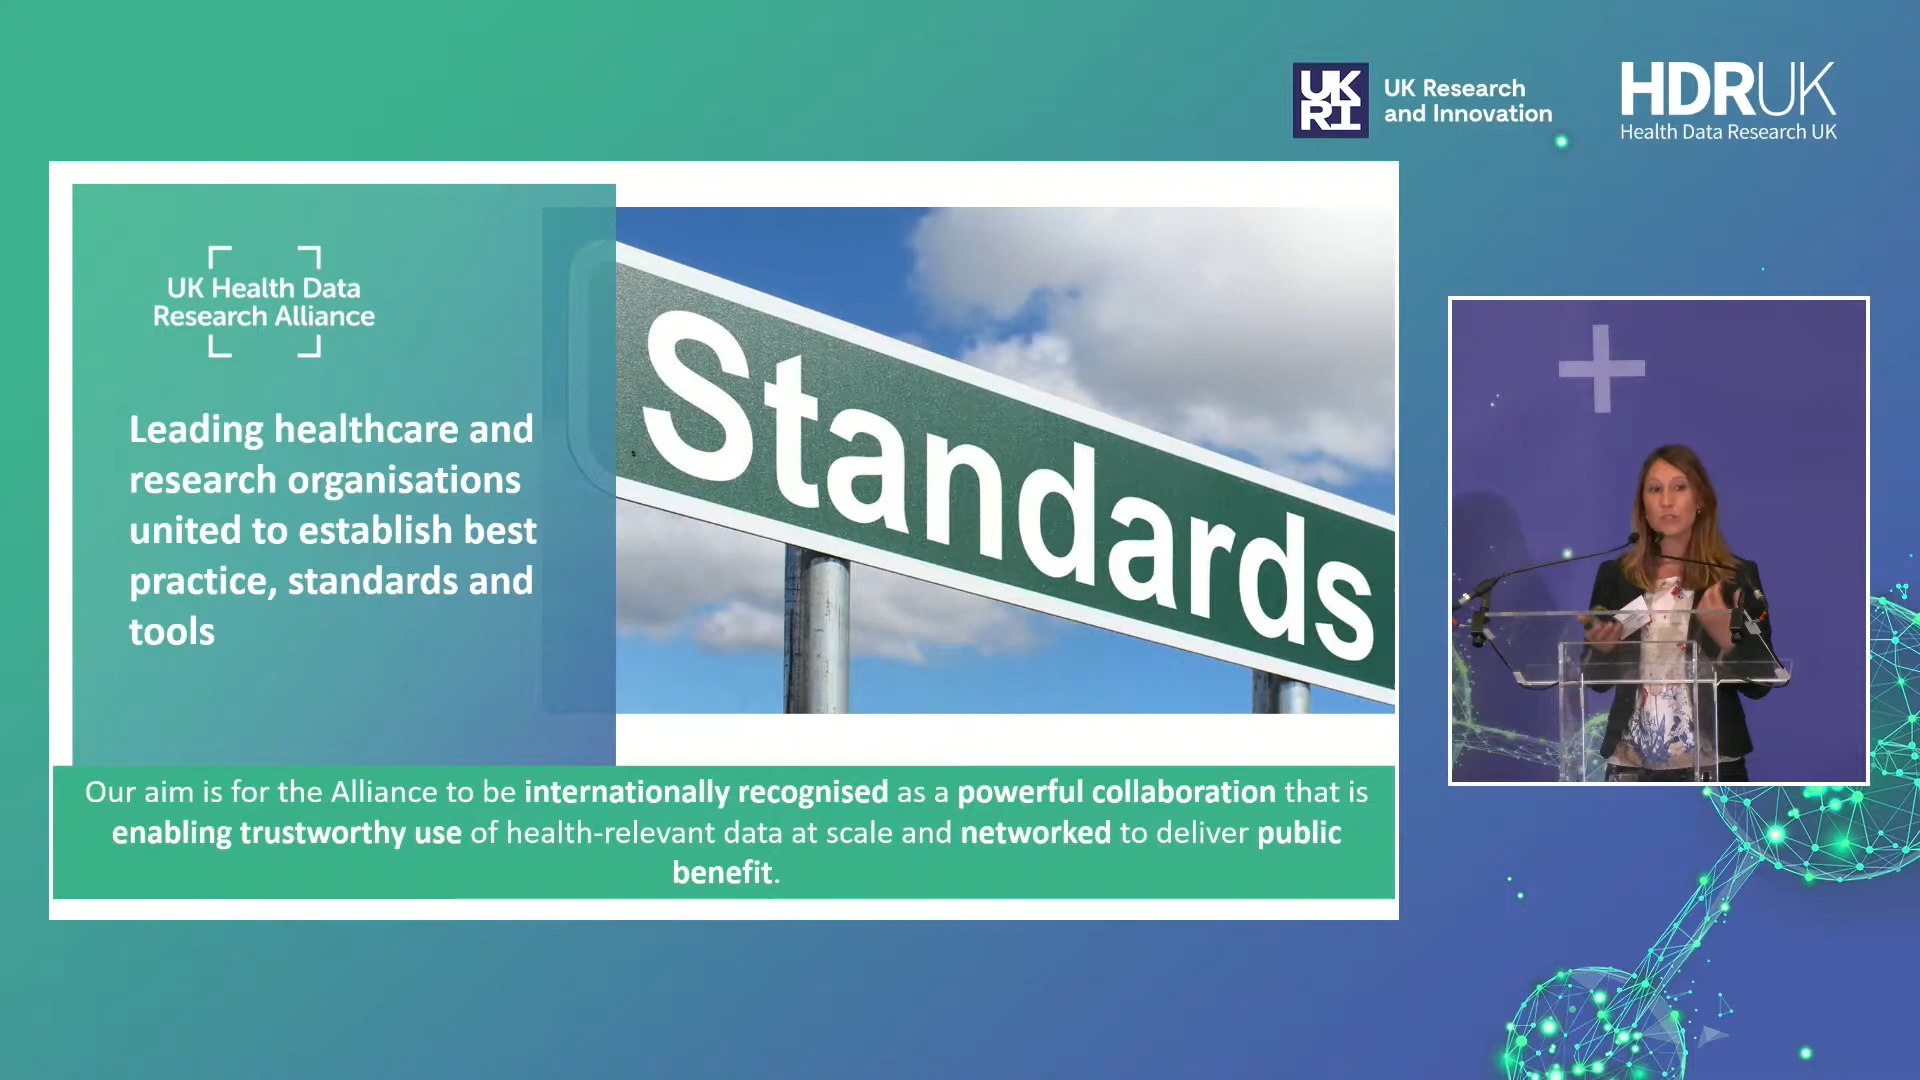 UK
RI
UK Research
and Innovation
HDRUK
Health Data Research UK
UK Health Data
Research Alliance
Leading healthcare and
research organisations
united to establish best
practice, standards and
tools
Standards
Our aim is for the Alliance to be internationally recognised as a powerful collaboration that is
enabling trustworthy use of health-relevant data at scale and networked to deliver public
benefit.